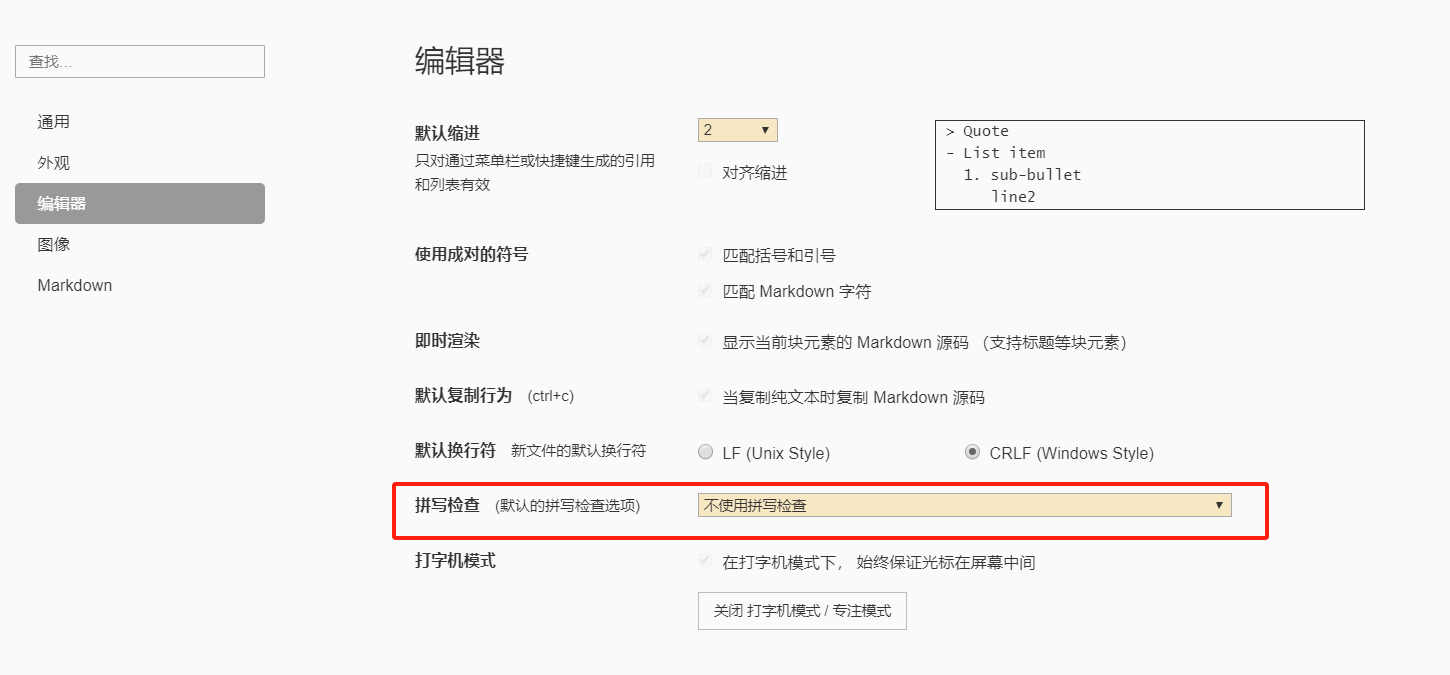 查找...
通用
外观
编辑器
图像
Markdown
编辑器
默认缩进
只对通过菜单栏或快捷键生成的引用
和列表有效
2
对齐缩进
> Quote
- List item
1. sub-bullet
line2
使用成对的符号
匹配括号和引号
匹配 Markdown 字符
即时渲染
显示当前块元素的 Markdown 源码 （支持标题等块元素）
默认复制行为 (ctrl+c)
当复制纯文本时复制 Markdown 源码
默认换行符 新文件的默认换行符
LF (Unix Style)
CRLF (Windows Style)
拼写检查 (默认的拼写检查选项)
不使用拼写检查
打字机模式
在打字机模式下， 始终保证光标在屏幕中间
关闭 打字机模式 / 专注模式